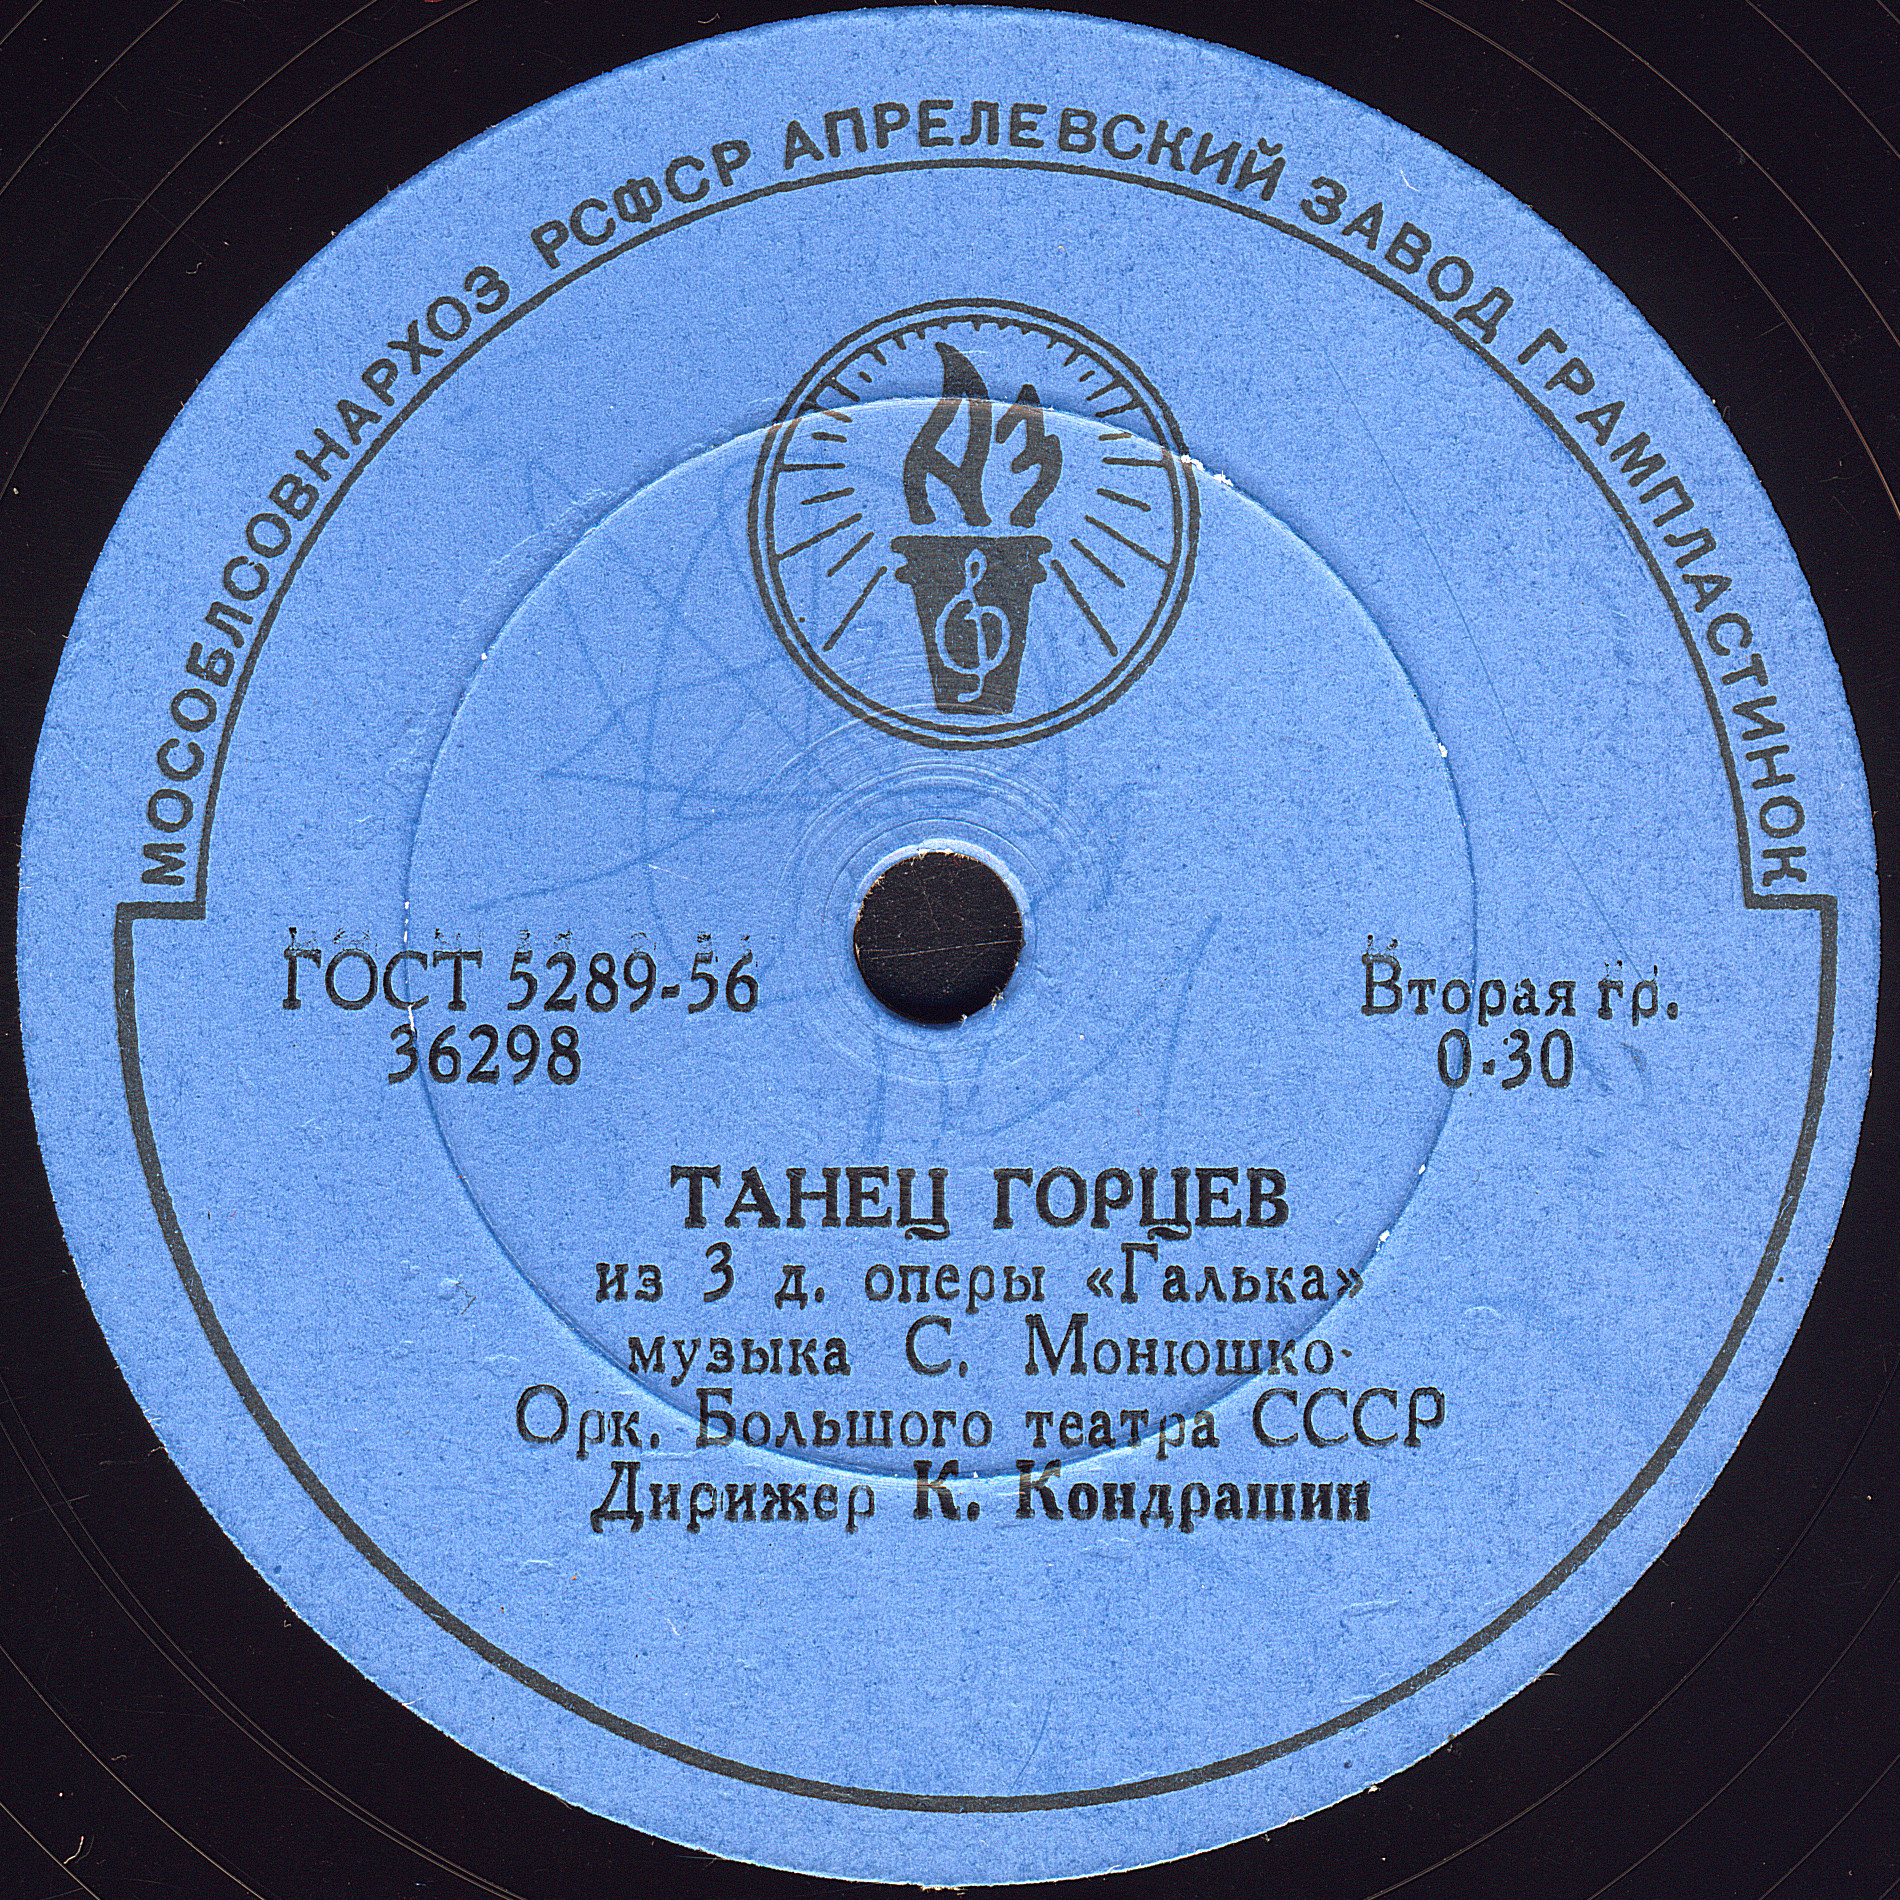 МОСОБЛСОВНАРХОЗ РСФСР АПРЕЛЕВСКИЙ ЗАВОД ГРАМПЛАСТИНОК
АЗ
ГОСТ 5289-56
36298
Вторая гр.
0-30
ТАНЕЦ ГОРЦЕВ
из 3 д. оперы «Галька»
музыка С. Монюшко
Орк. Большого театра СССР
Дирижер К. Кондрашин